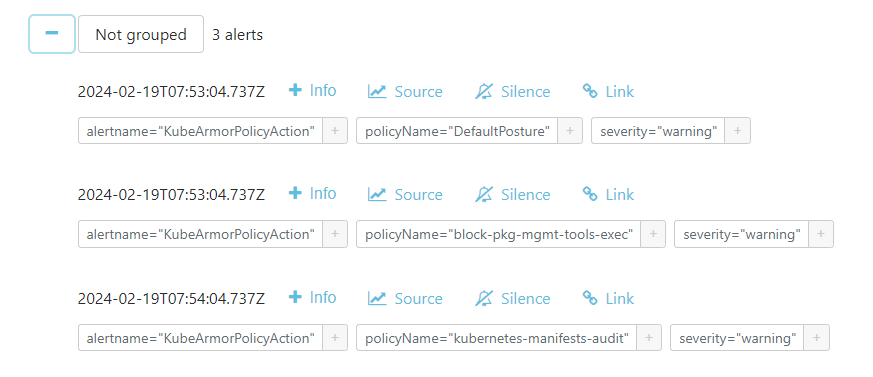 Not grouped 3 alerts
2024-02-19T07:53:04.737Z + Info Source Silence Link
alertname="KubeArmorPolicyAction" + policyName="DefaultPosture" + severity="warning" +
2024-02-19T07:53:04.737Z + Info Source Silence Link
alertname="KubeArmorPolicyAction" + policyName="block-pkg-mgmt-tools-exec" + severity="warning" +
2024-02-19T07:54:04.737Z + Info Source Silence Link
alertname="KubeArmorPolicyAction" + policyName="kubernetes-manifests-audit" + severity="warning" +